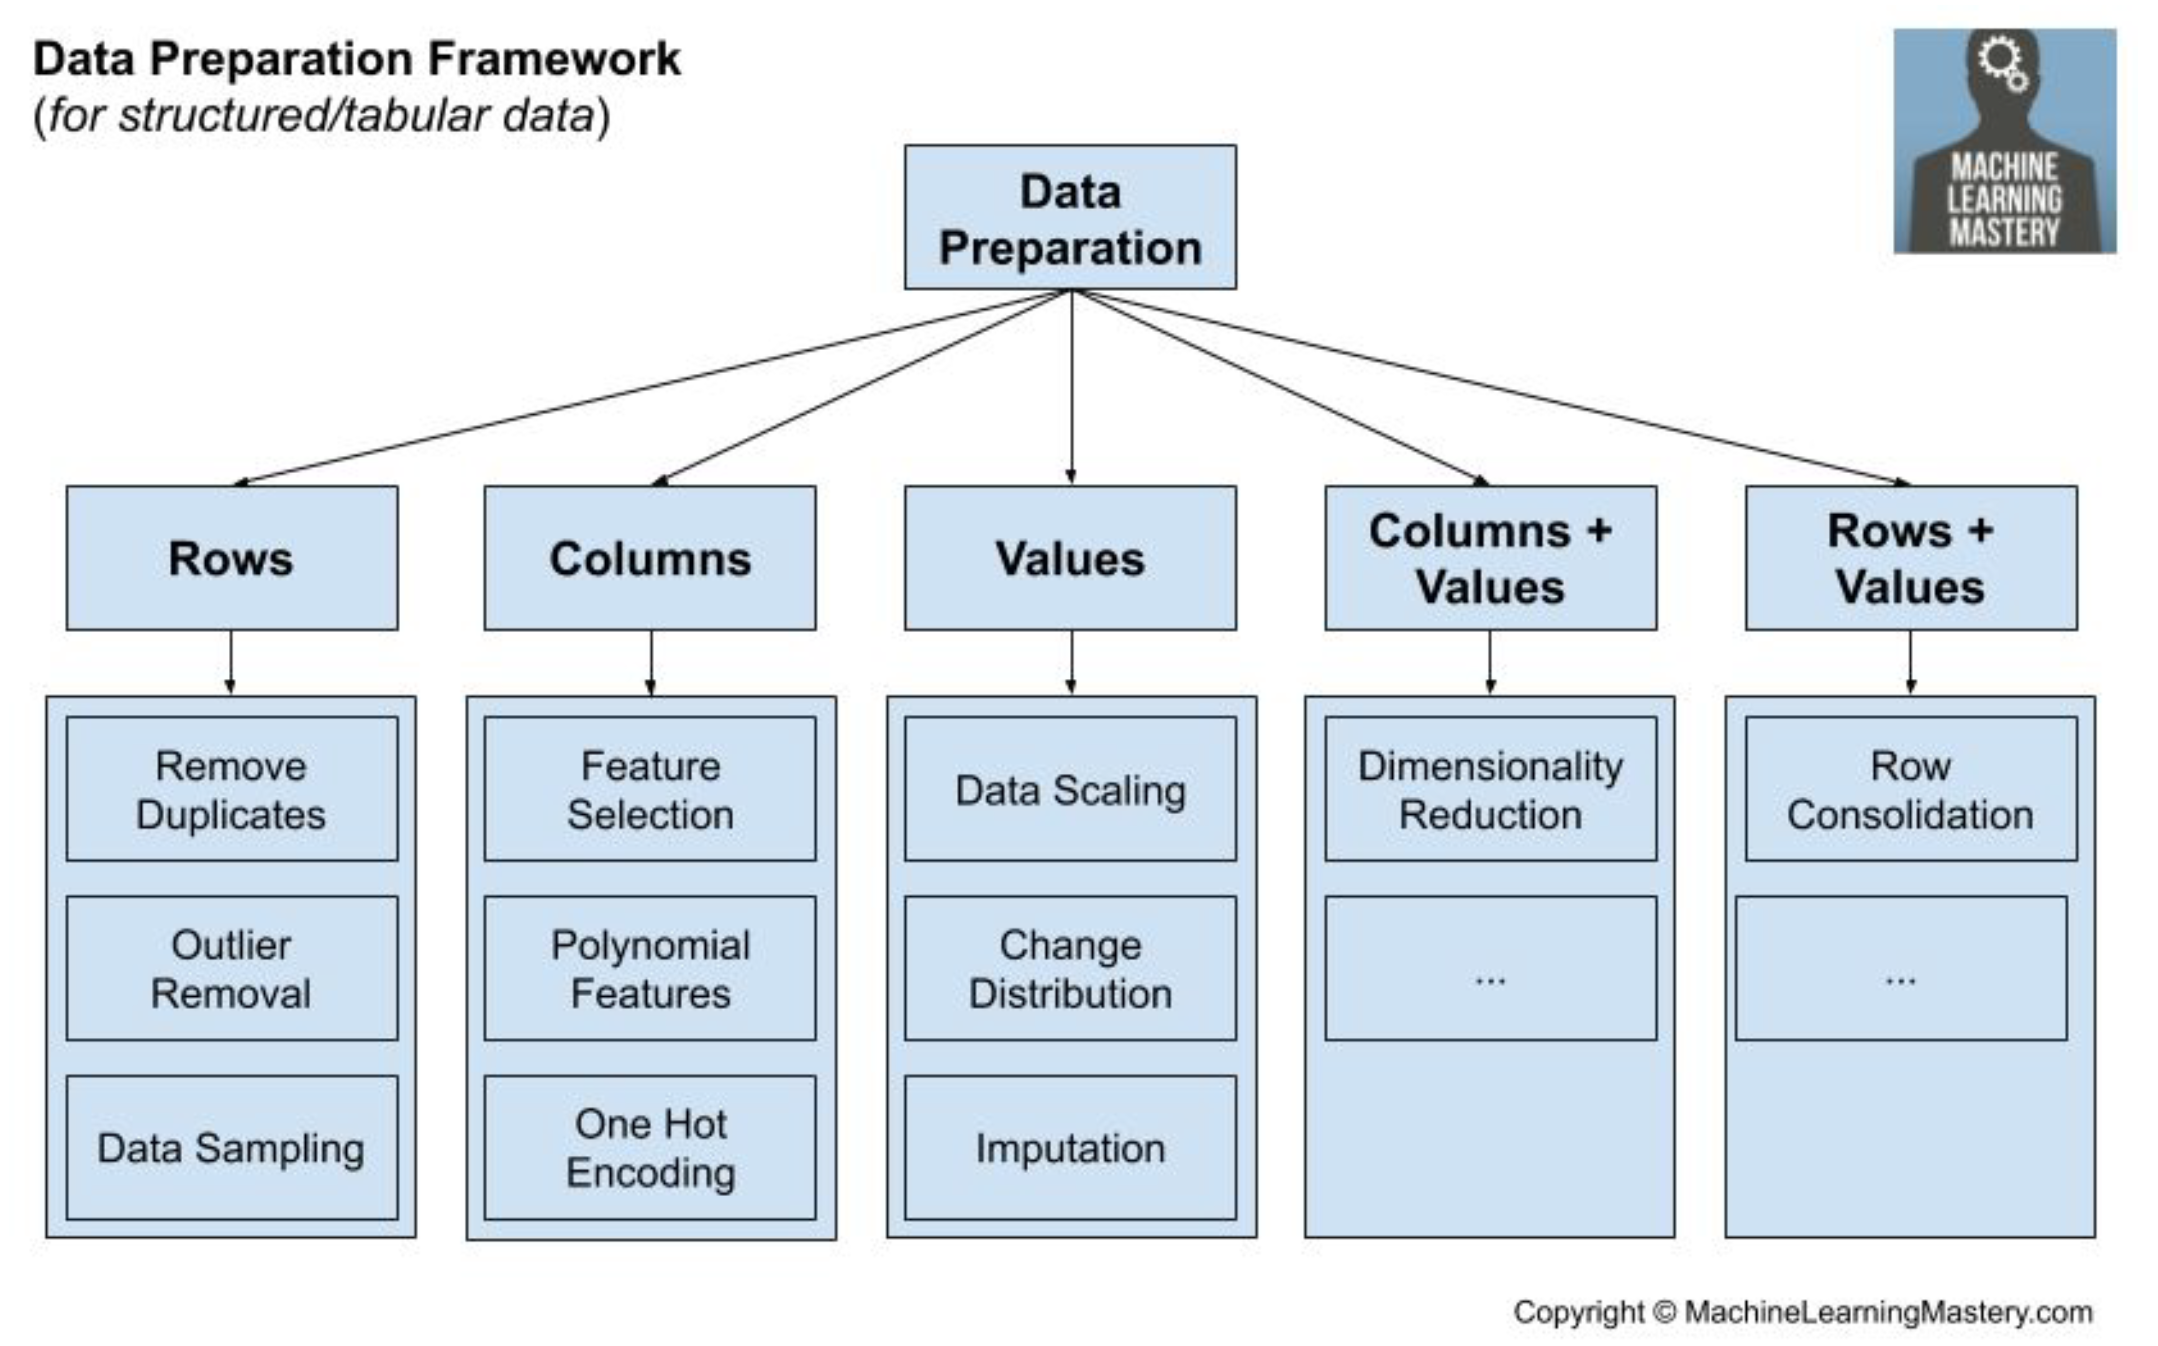 Data Preparation Framework
(for structured/tabular data)
MACHINE
LEARNING
MASTERY
Data
Preparation
Rows
Columns
Values
Columns +
Values
Rows +
Values
Remove
Duplicates
Outlier
Removal
Data Sampling
Feature
Selection
Polynomial
Features
One Hot
Encoding
Data Scaling
Change
Distribution
Imputation
Dimensionality
Reduction
...
Row
Consolidation
...
Copyright © MachineLearningMastery.com